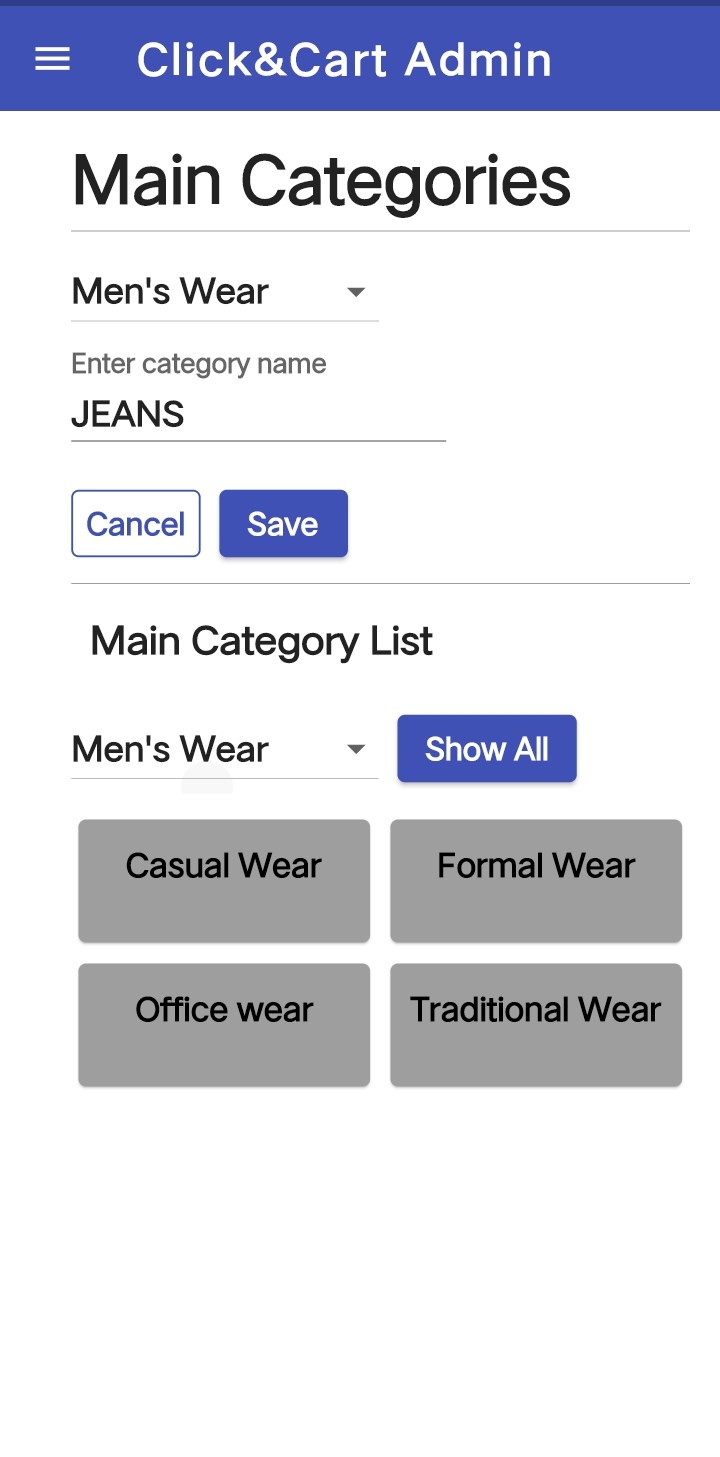 Click&Cart Admin
Main Categories
Men's Wear
Enter category name
JEANS
Cancel Save
Main Category List
Men's Wear Show All
Casual Wear Formal Wear
Office wear Traditional Wear